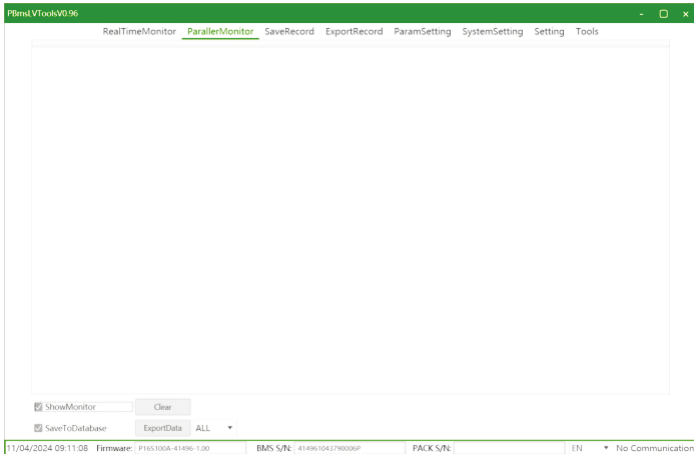 PBmsLVToolsV0.96
RealTimeMonitor ParallerMonitor SaveRecord ExportRecord ParamSetting SystemSetting Setting Tools
ShowMonitor Clear
SaveToDatabase ExportData ALL
11/04/2024 09:11:08 Firmware: P16S100A-41496-1.00 BMS S/N: 414961043790006P PACK S/N: EN No Communication